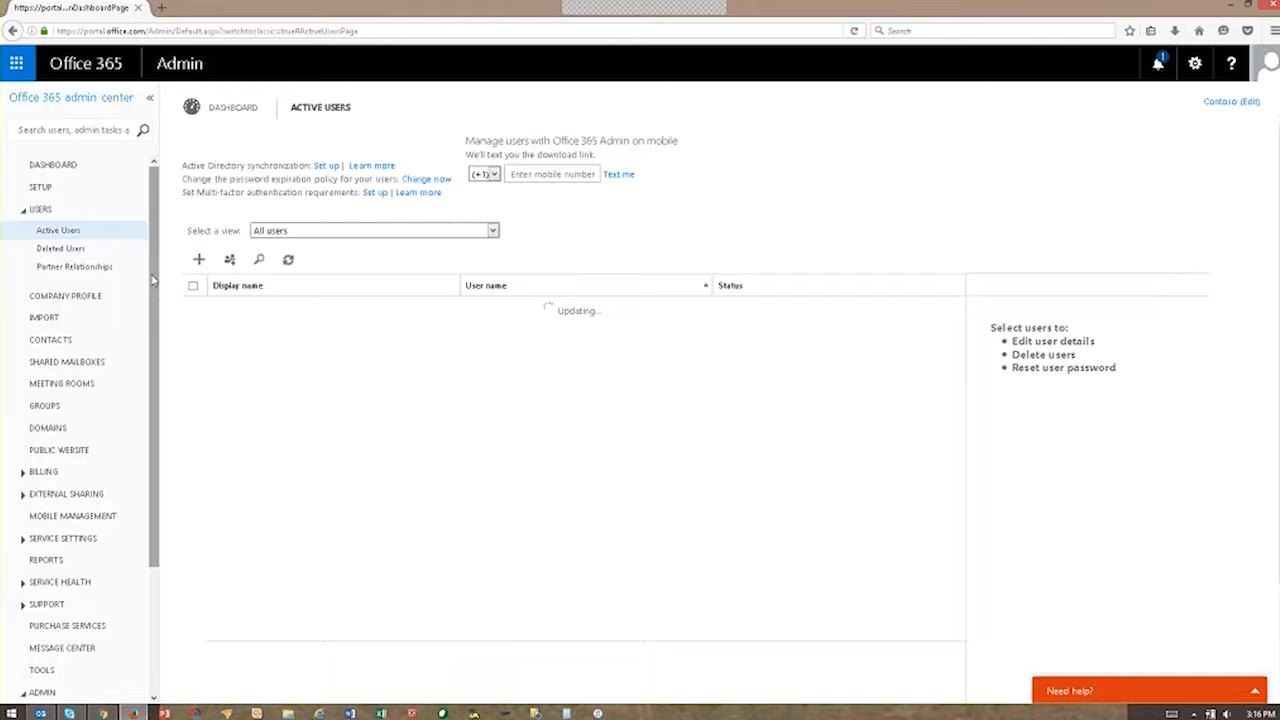 https://portal...nDashboardPage
https://portal.office.com/Admin/Default.aspx?switchtoclassic=true#ActiveUsersPage
Search
Office 365
Admin
1
Office 365 admin center
Search users, admin tasks a
DASHBOARD
SETUP
USERS
Active Users
Deleted Users
Partner Relationships
COMPANY PROFILE
IMPORT
CONTACTS
SHARED MAILBOXES
MEETING ROOMS
GROUPS
DOMAINS
PUBLIC WEBSITE
BILLING
EXTERNAL SHARING
MOBILE MANAGEMENT
SERVICE SETTINGS
REPORTS
SERVICE HEALTH
SUPPORT
PURCHASE SERVICES
MESSAGE CENTER
TOOLS
ADMIN
DASHBOARD
ACTIVE USERS
Contoso (Edit)
Manage users with Office 365 Admin on mobile
We'll text you the download link.
(+1) Enter mobile number Text me
Active Directory synchronization: Set up | Learn more
Change the password expiration policy for your users: Change now
Set Multi-factor authentication requirements: Set up | Learn more
Select a view: All users
Display name User name Status
Updating...
Select users to:
• Edit user details
• Delete users
• Reset user password
Need help?
3:16 PM